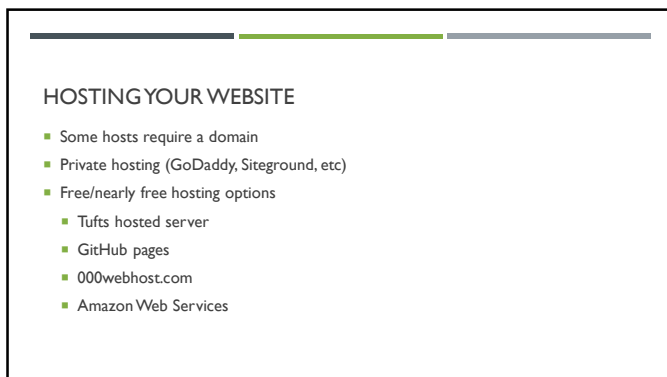 HOSTING YOUR WEBSITE
Some hosts require a domain
Private hosting (GoDaddy, Siteground, etc)
Free/nearly free hosting options
Tufts hosted server
GitHub pages
000webhost.com
Amazon Web Services